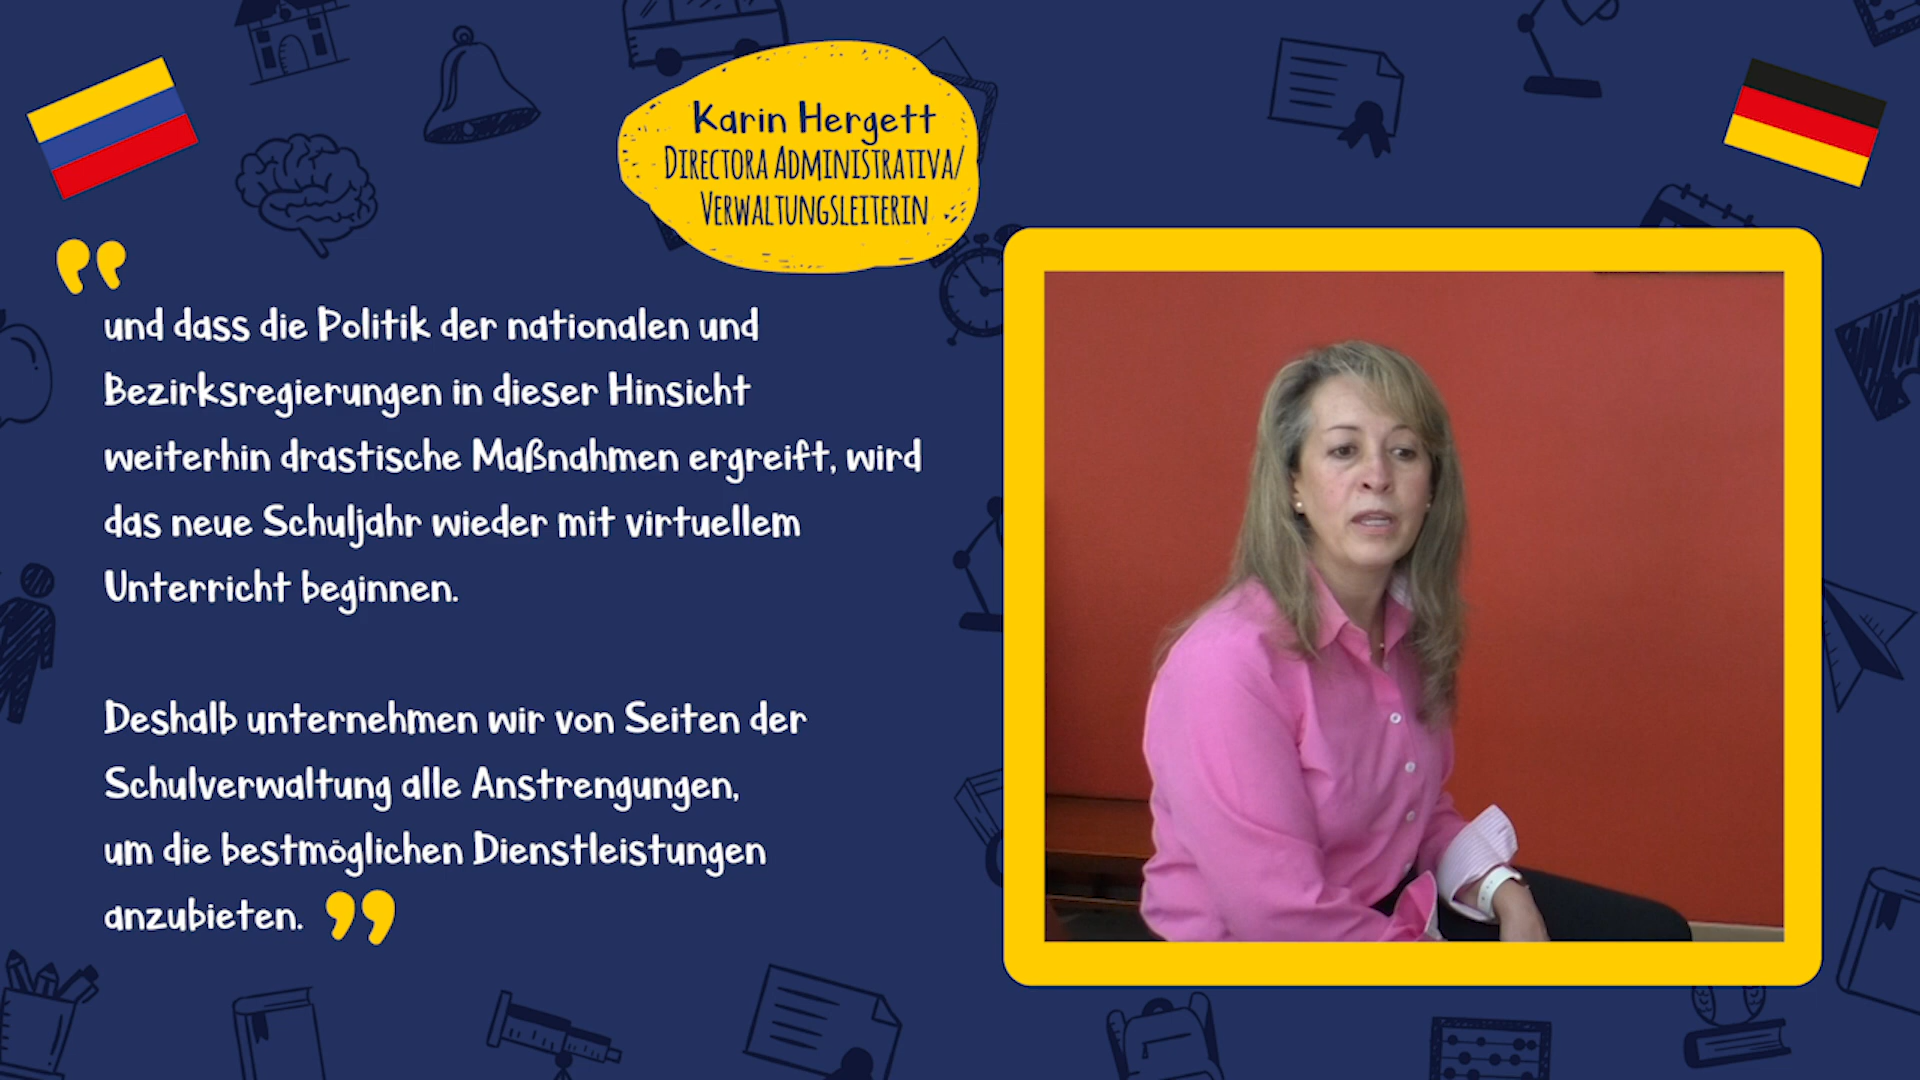 Karin Hergett
Directora Administrativa/
Verwaltungsleiterin
und dass die Politik der nationalen und
Bezirksregierungen in dieser Hinsicht
weiterhin drastische Maßnahmen ergreift, wird
das neue Schuljahr wieder mit virtuellem
Unterricht beginnen.
Deshalb unternehmen wir von Seiten der
Schulverwaltung alle Anstrengungen,
um die bestmöglichen Dienstleistungen
anzubieten. ”